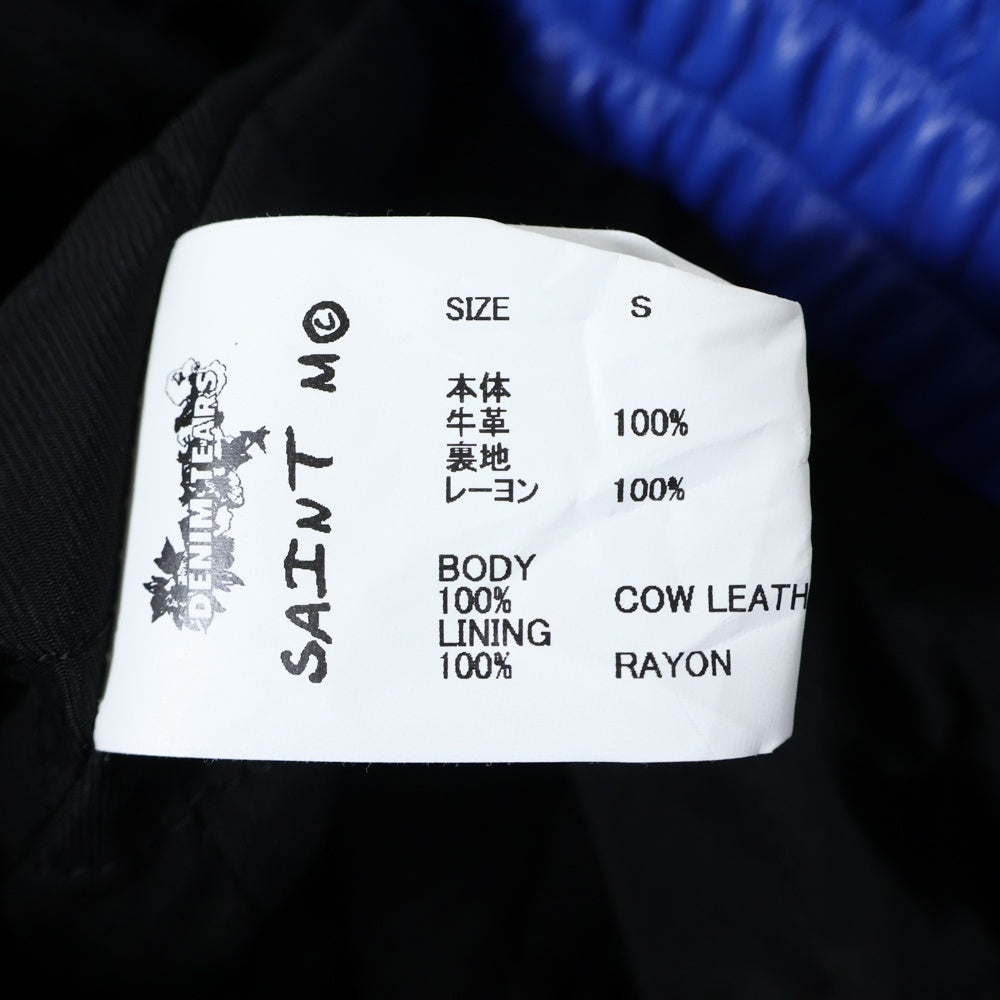 DENIM TEARS
SAINT M©
SIZE S
本体
牛革 100%
裏地
レーヨン 100%
BODY
100% COW LEATH
LINING
100% RAYON